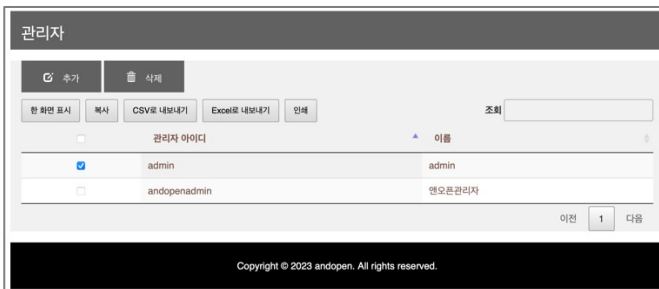 관리자
추가 삭제
한 화면 표시 복사 CSV로 내보내기 Excel로 내보내기 인쇄 조회
관리자 아이디 이름
admin admin
andopenadmin 앤오픈관리자
이전 1 다음
Copyright © 2023 andopen. All rights reserved.